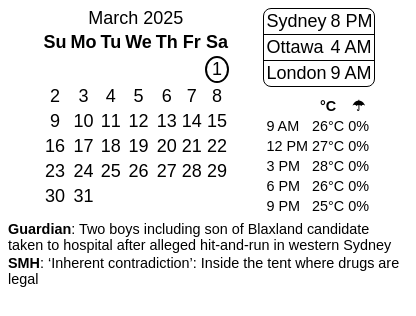 March 2025
Su Mo Tu We Th Fr Sa
1
2 3 4 5 6 7 8
9 10 11 12 13 14 15
16 17 18 19 20 21 22
23 24 25 26 27 28 29
30 31
Sydney 8 PM
Ottawa 4 AM
London 9 AM
°C ☂
9 AM 26°C 0%
12 PM 27°C 0%
3 PM 28°C 0%
6 PM 26°C 0%
9 PM 25°C 0%
Guardian: Two boys including son of Blaxland candidate
taken to hospital after alleged hit-and-run in western Sydney
SMH: ‘Inherent contradiction’: Inside the tent where drugs are
legal